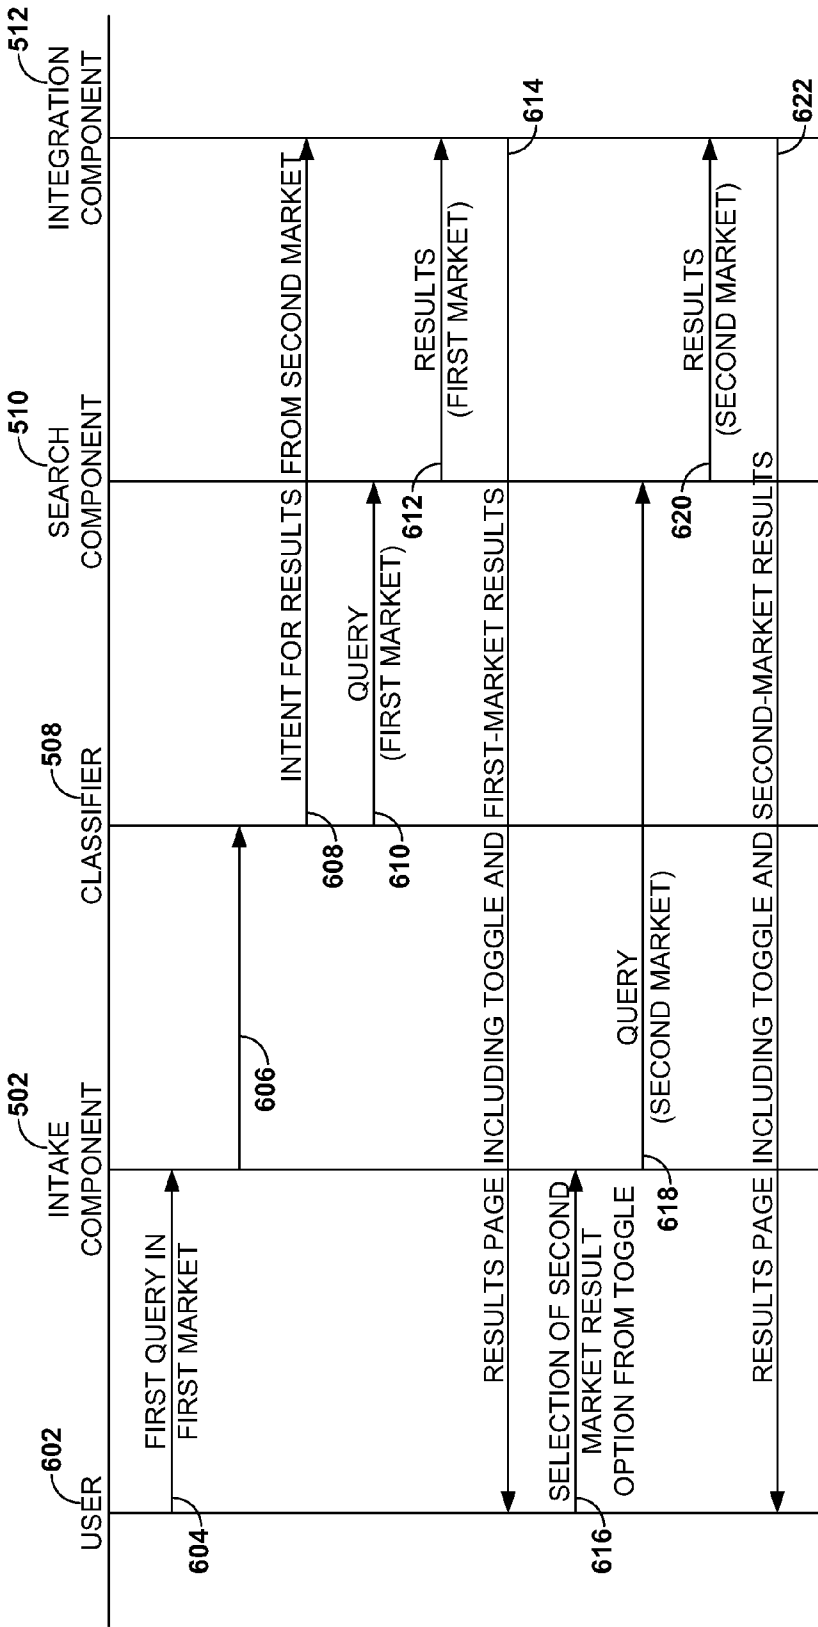 602
USER
502
INTAKE
COMPONENT
508
CLASSIFIER
510
SEARCH
COMPONENT
512
INTEGRATION
COMPONENT
604
FIRST QUERY IN
FIRST MARKET
606
608
INTENT FOR RESULTS FROM SECOND MARKET
610
QUERY
(FIRST MARKET)
612
RESULTS
(FIRST MARKET)
614
RESULTS PAGE INCLUDING TOGGLE AND FIRST-MARKET RESULTS
616
SELECTION OF SECOND
MARKET RESULT
OPTION FROM TOGGLE
618
QUERY
(SECOND MARKET)
620
RESULTS
(SECOND MARKET)
622
RESULTS PAGE INCLUDING TOGGLE AND SECOND-MARKET RESULTS